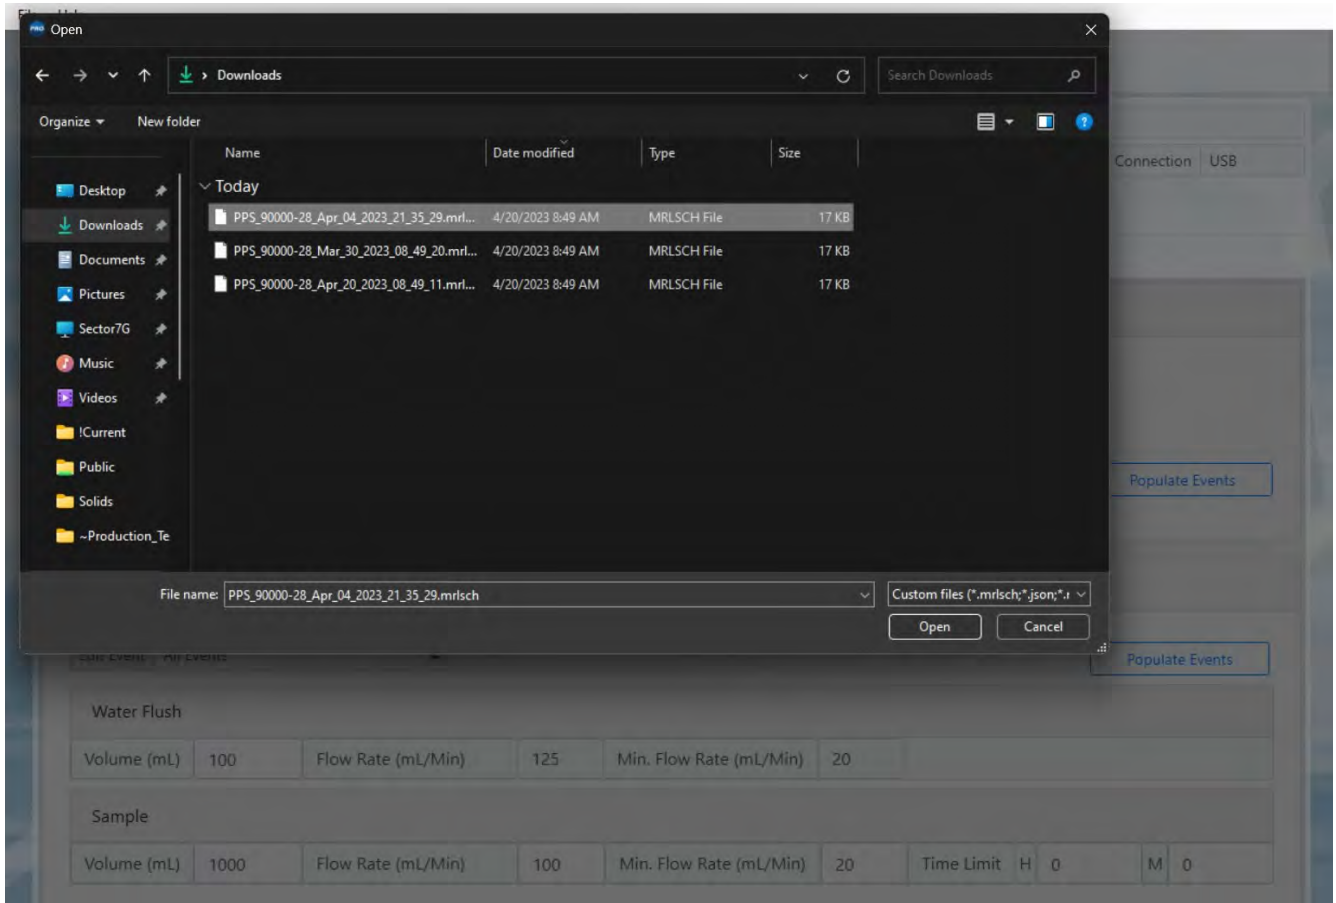 PRO Open
Downloads
Search Downloads
Organize New folder
Name Date modified Type Size
Connection USB
Desktop
Today
Downloads
PPS_90000-28_Apr_04_2023_21_35_29.mrl... 4/20/2023 8:49 AM MRLSCH File 17 KB
Documents
PPS_90000-28_Mar_30_2023_08_49_20.mrl... 4/20/2023 8:49 AM MRLSCH File 17 KB
Pictures
PPS_90000-28_Apr_20_2023_08_49_11.mrl... 4/20/2023 8:49 AM MRLSCH File 17 KB
Sector7G
Music
Videos
!Current
Public
Solids
~Production_Te
Populate Events
File name: PPS_90000-28_Apr_04_2023_21_35_29.mrlsch Custom files (*.mrlsch;*.json;*.r
Open Cancel
Edit Event All Events Populate Events
Water Flush
Volume (mL) 100 Flow Rate (mL/Min) 125 Min. Flow Rate (mL/Min) 20
Sample
Volume (mL) 1000 Flow Rate (mL/Min) 100 Min. Flow Rate (mL/Min) 20 Time Limit H 0 M 0